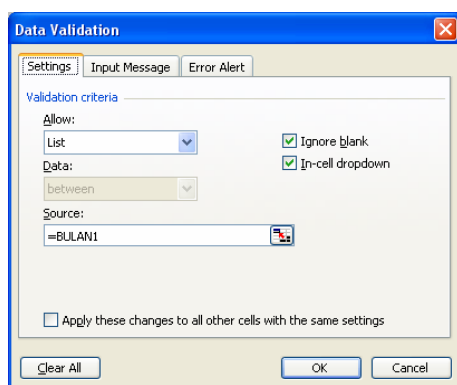 Data Validation
Settings Input Message Error Alert
Validation criteria
Allow:
List
Ignore blank
Data:
In-cell dropdown
between
Source:
=BULAN1
Apply these changes to all other cells with the same settings
Clear All OK Cancel